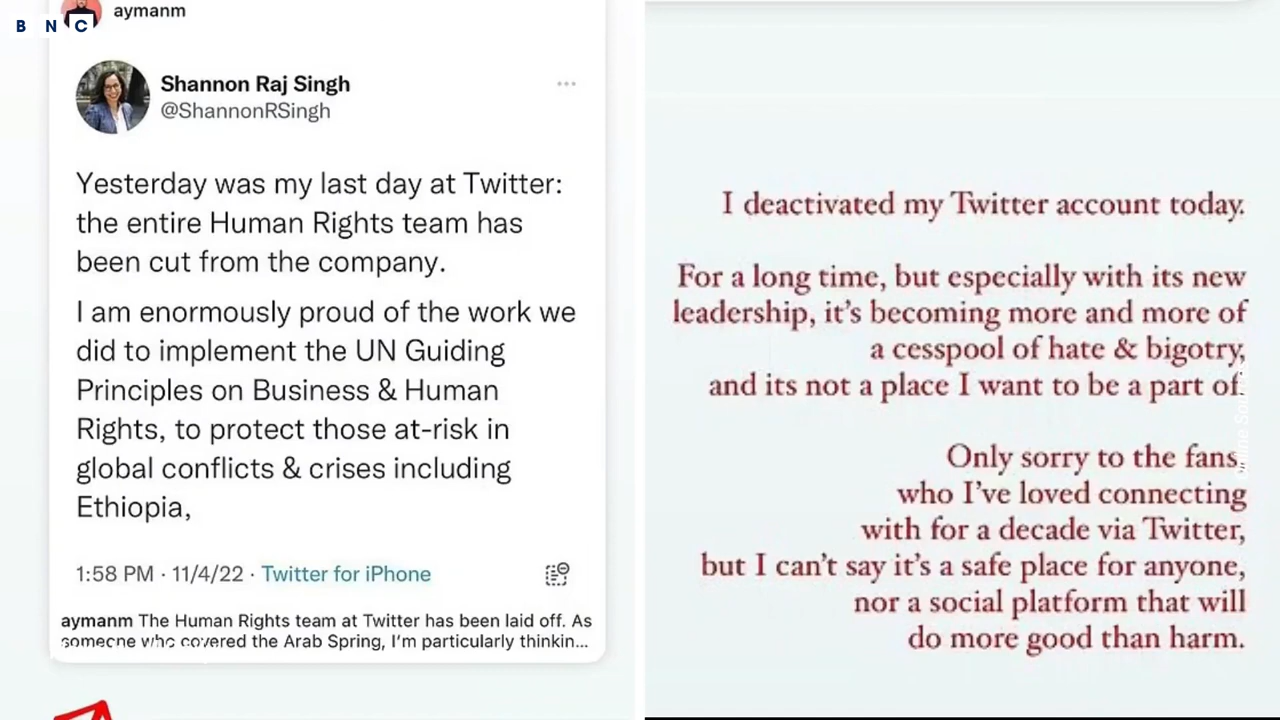 BNC
aymanm
Shannon Raj Singh
@ShannonRSingh
Yesterday was my last day at Twitter:
the entire Human Rights team has
been cut from the company.
I am enormously proud of the work we
did to implement the UN Guiding
Principles on Business & Human
Rights, to protect those at-risk in
global conflicts & crises including
Ethiopia,
1:58 PM · 11/4/22 · Twitter for iPhone
aymanm The Human Rights team at Twitter has been laid off. As
someone who covered the Arab Spring, I'm particularly thinkin...
I deactivated my Twitter account today.
For a long time, but especially with its new
leadership, it's becoming more and more of
a cesspool of hate & bigotry,
and its not a place I want to be a part of.
Only sorry to the fans,
who I've loved connecting
with for a decade via Twitter,
but I can't say it's a safe place for anyone,
nor a social platform that will
do more good than harm.